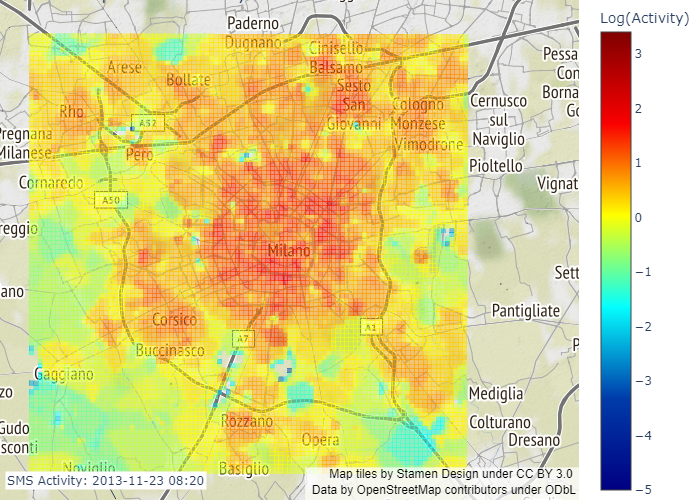 Paderno
Dugnano
Cinisello
Balsamo
Arese
Bollate
Sesto
San
Giovanni
Rho
A52
Pero
Cologno
Monzese
Vimodrone
Pessa
Con
Borna
Go
Cernusco
sul
Naviglio
Pioltello
Pregnana
Milanese
Cornaredo
A50
Vignat
reggio
Milano
Sett
ano
Pantigliate
Corsico
A7
A1
P
Buccinasco
Gaggiano
zo
Mediglia
Rozzano
Colturano
Gudo
sconti
Opera
Dresano
Noviglio
Basiglio
SMS Activity: 2013-11-23 08:20
Map tiles by Stamen Design under CC BY 3.0
Data by OpenStreetMap contributors under ODbL
Log(Activity)
3
2
1
0
−1
−2
−3
−4
−5